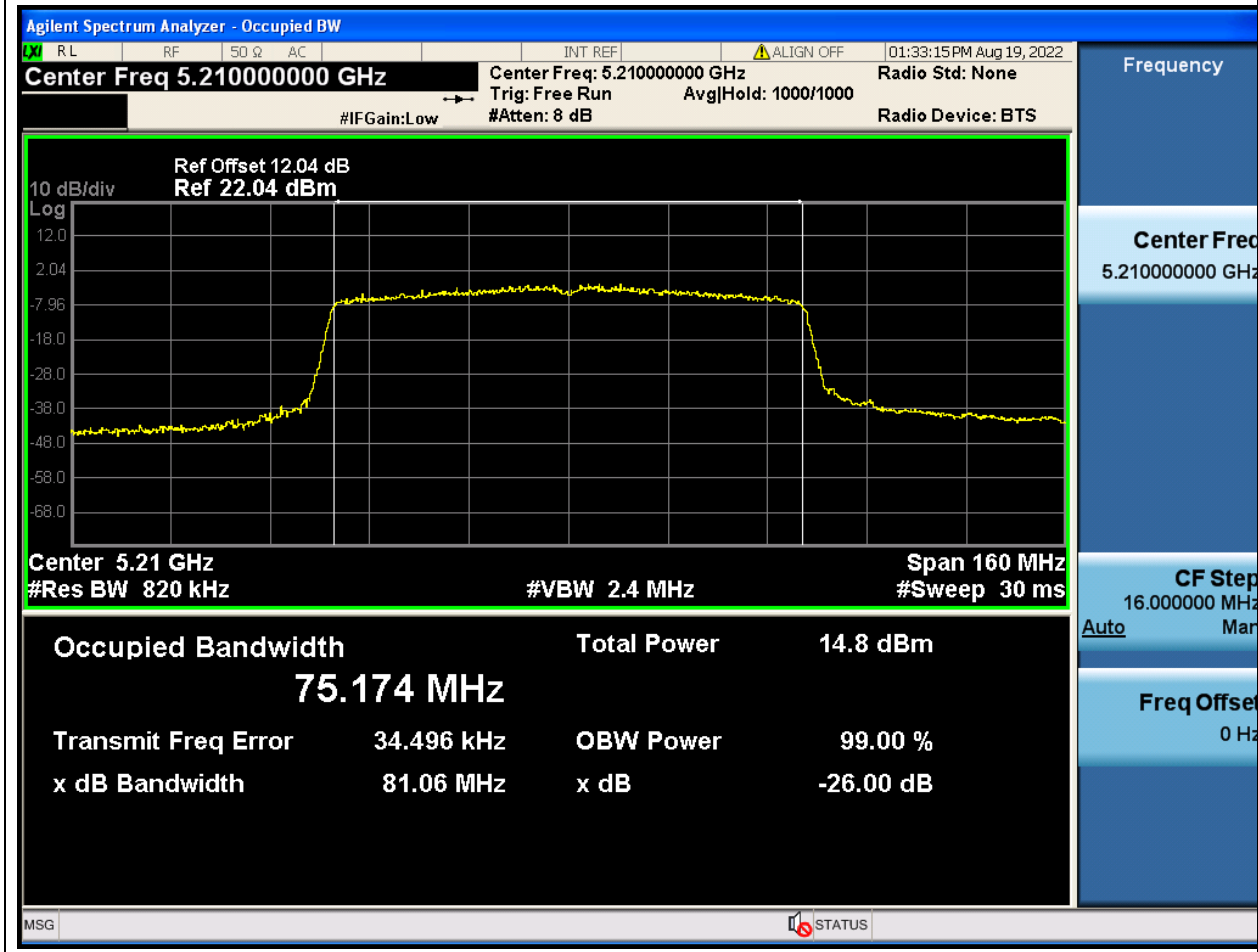 Agilent Spectrum Analyzer - Occupied BW
LXI RL RF 50 Ω AC INT REF ALIGN OFF 01:33:15 PM Aug 19, 2022
Center Freq 5.210000000 GHz
Center Freq: 5.210000000 GHz Radio Std: None
Trig: Free Run Avg|Hold: 1000/1000
#IFGain:Low #Atten: 8 dB Radio Device: BTS
Ref Offset 12.04 dB
10 dB/div Ref 22.04 dBm
Log
12.0
2.04
-7.96
-18.0
-28.0
-38.0
-48.0
-58.0
-68.0
Center 5.21 GHz Span 160 MHz
#Res BW 820 kHz #VBW 2.4 MHz #Sweep 30 ms
Occupied Bandwidth Total Power 14.8 dBm
75.174 MHz
Transmit Freq Error 34.496 kHz OBW Power 99.00 %
x dB Bandwidth 81.06 MHz x dB -26.00 dB
MSG STATUS
Frequency
Center Freq
5.210000000 GHz
CF Step
16.000000 MHz
Auto Man
Freq Offset
0 Hz